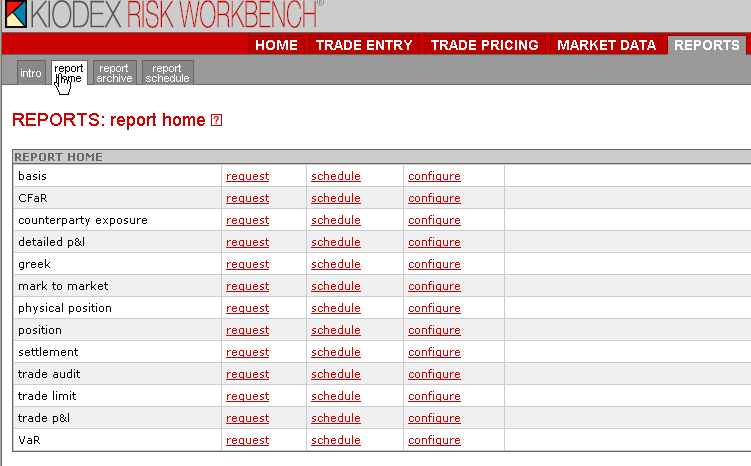 KIODEX RISK WORKBENCH®
HOME TRADE ENTRY TRADE PRICING MARKET DATA REPORTS
intro report home report archive report schedule
REPORTS: report home ?
REPORT HOME
basis request schedule configure
CFaR request schedule configure
counterparty exposure request schedule configure
detailed p&l request schedule configure
greek request schedule configure
mark to market request schedule configure
physical position request schedule configure
position request schedule configure
settlement request schedule configure
trade audit request schedule configure
trade limit request schedule configure
trade p&l request schedule configure
VaR request schedule configure